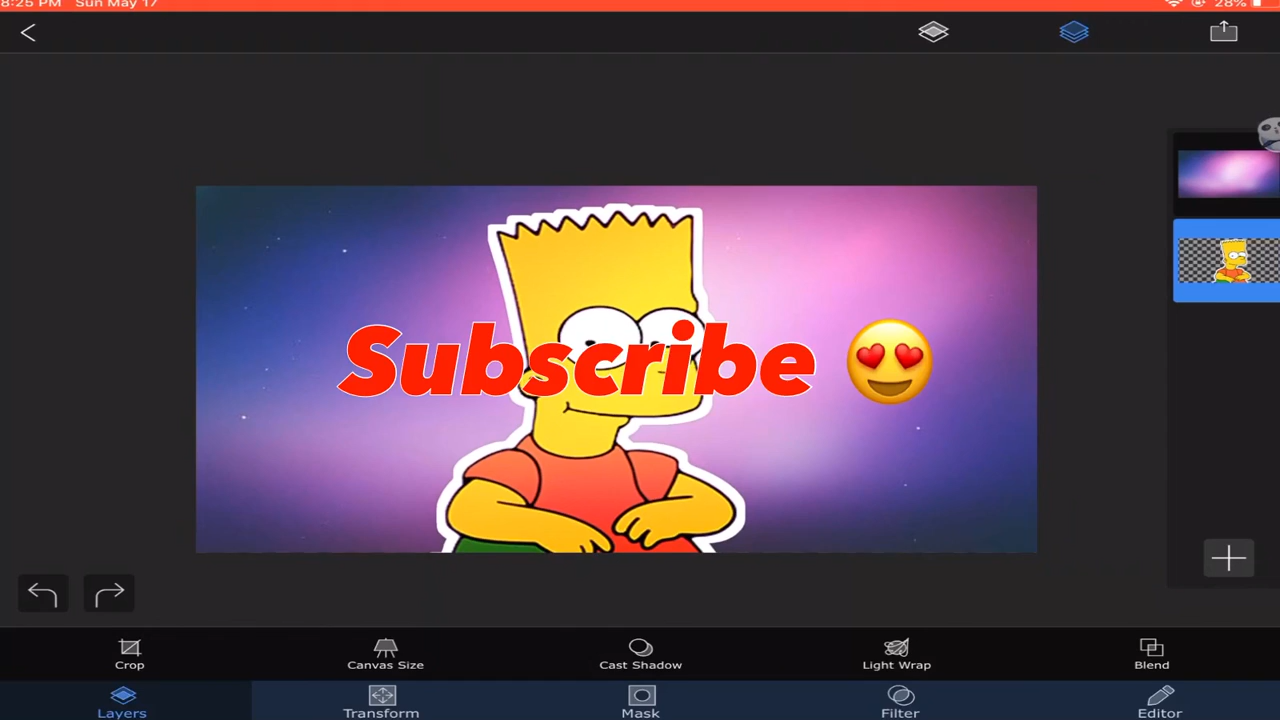 8:25 PM Sun May 17
28%
Subscribe 😍
Crop
Canvas Size
Cast Shadow
Light Wrap
Blend
Layers
Transform
Mask
Filter
Editor